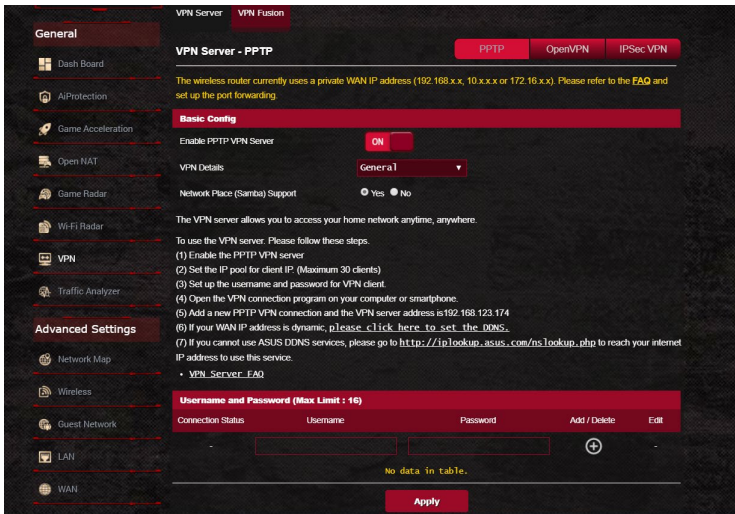 General
Dash Board
AiProtection
Game Acceleration
Open NAT
Game Radar
Wi-Fi Radar
VPN
Traffic Analyzer
Advanced Settings
Network Map
Wireless
Guest Network
LAN
WAN
VPN Server VPN Fusion
VPN Server - PPTP PPTP OpenVPN IPSec VPN
The wireless router currently uses a private WAN IP address (192.168.x.x, 10.x.x.x or 172.16.x.x). Please refer to the FAQ and
set up the port forwarding.
Basic Config
Enable PPTP VPN Server ON
VPN Details General
Network Place (Samba) Support Yes No
The VPN server allows you to access your home network anytime, anywhere.
To use the VPN server. Please follow these steps.
(1) Enable the PPTP VPN server
(2) Set the IP pool for client IP. (Maximum 30 clients)
(3) Set up the username and password for VPN client.
(4) Open the VPN connection program on your computer or smartphone.
(5) Add a new PPTP VPN connection and the VPN server address is192.168.123.174
(6) If your WAN IP address is dynamic, please click here to set the DDNS.
(7) If you cannot use ASUS DDNS services, please go to http://iplookup.asus.com/nslookup.php to reach your internet
IP address to use this service.
• VPN Server FAQ
Username and Password (Max Limit : 16)
Connection Status Username Password Add / Delete Edit
- -
No data in table.
Apply